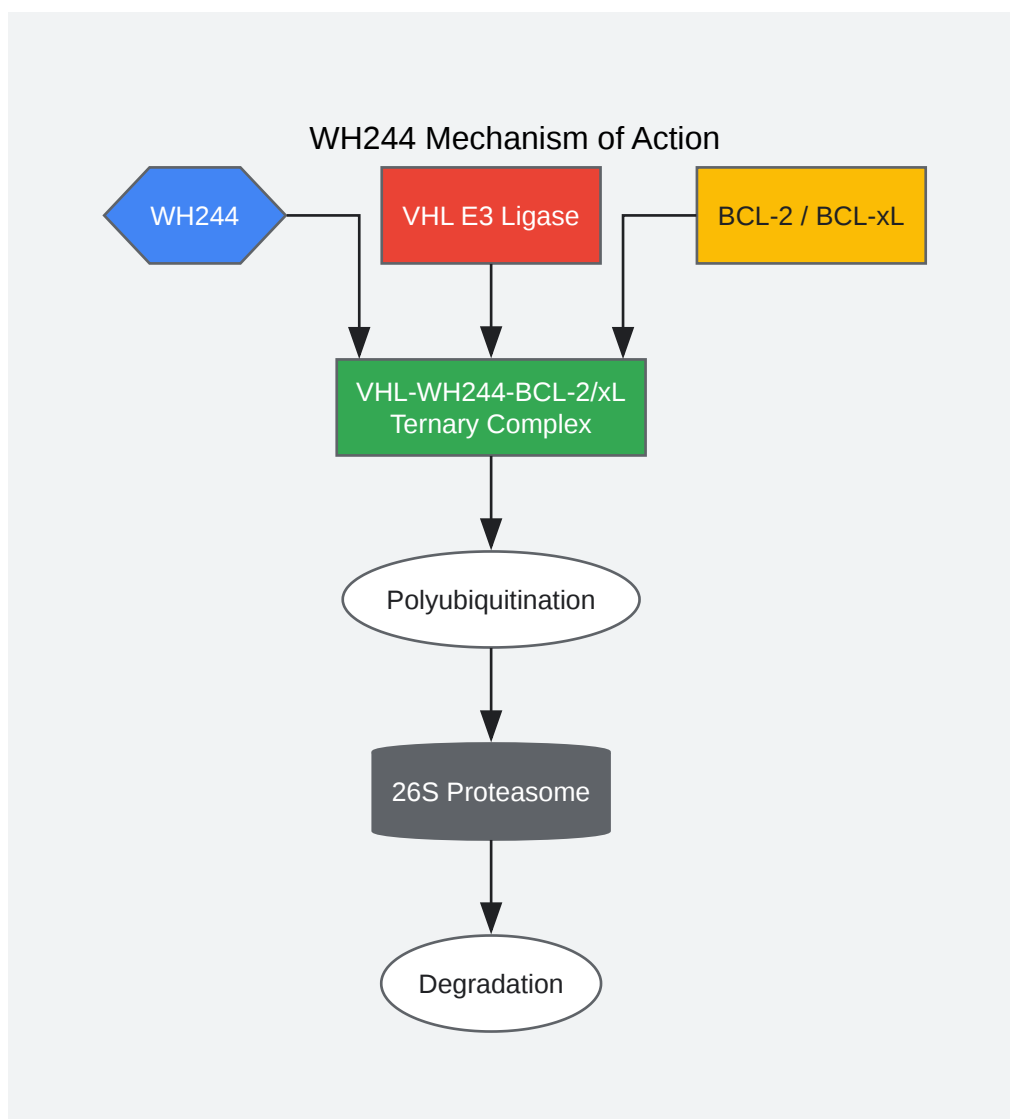 WH244 Mechanism of Action
WH244
VHL E3 Ligase
BCL-2 / BCL-xL
VHL-WH244-BCL-2/xL
Ternary Complex
Polyubiquitination
26S Proteasome
Degradation